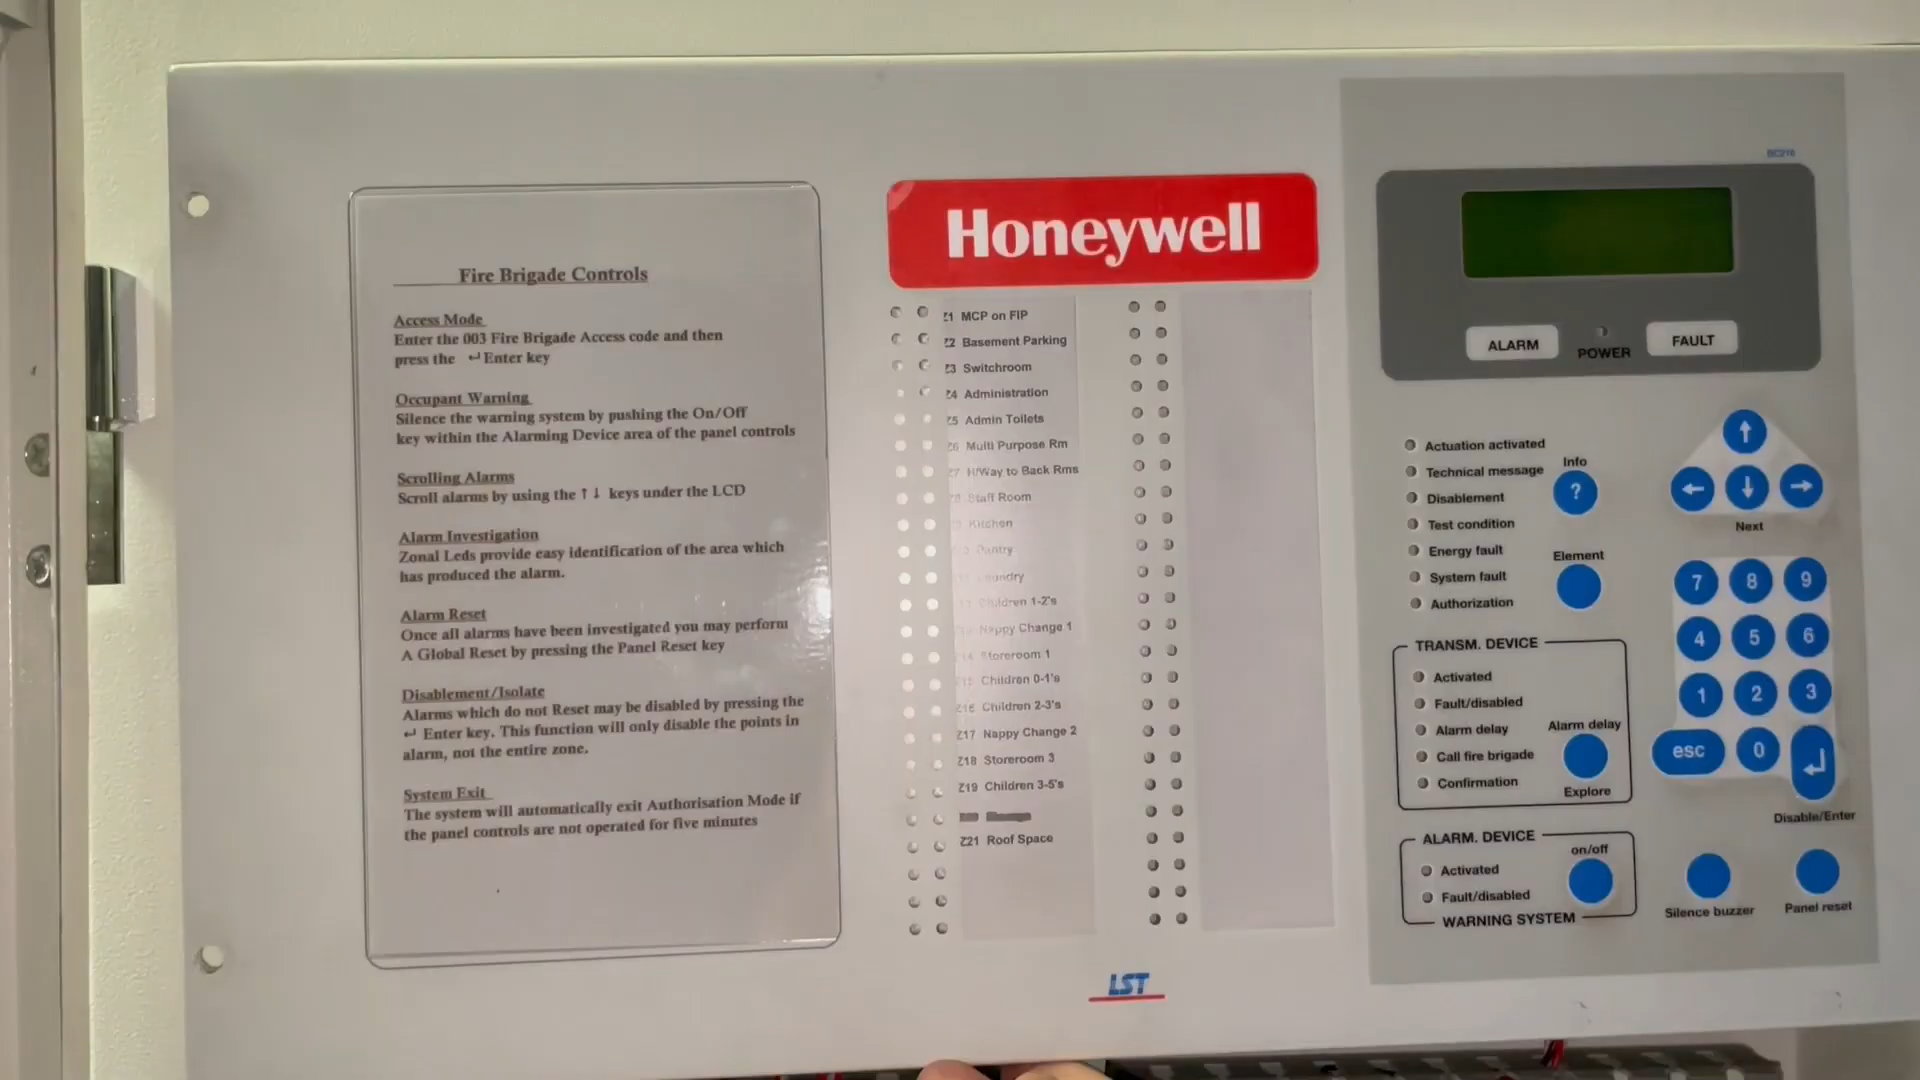 Fire Brigade Controls
Access Mode
Enter the 003 Fire Brigade Access code and then
press the ↵ Enter key
Occupant Warning
Silence the warning system by pushing the On/Off
key within the Alarming Device area of the panel controls
Scrolling Alarms
Scroll alarms by using the ↑ ↓ keys under the LCD
Alarm Investigation
Zonal Leds provide easy identification of the area which
has produced the alarm.
Alarm Reset
Once all alarms have been investigated you may perform
A Global Reset by pressing the Panel Reset key
Disablement/Isolate
Alarms which do not Reset may be disabled by pressing the
↵ Enter key. This function will only disable the points in
alarm, not the entire zone.
System Exit
The system will automatically exit Authorisation Mode if
the panel controls are not operated for five minutes
Honeywell
Z1 MCP on FIP
Z2 Basement Parking
Z3 Switchroom
Z4 Administration
Z5 Admin Toilets
Z6 Multi Purpose Rm
Z7 H/Way to Back Rms
Staff Room
Kitchen
Pantry
Laundry
Children 1-2's
Nappy Change 1
Storeroom 1
Children 0-1's
Z16 Children 2-3's
Z17 Nappy Change 2
Z18 Storeroom 3
Z19 Children 3-5's
Z21 Roof Space
LST
BC216
ALARM
POWER
FAULT
Actuation activated
Technical message
Disablement
Test condition
Energy fault
System fault
Authorization
Info
?
Element
↑
← ↓ →
Next
7 8 9
4 5 6
1 2 3
esc 0 ↵
Disable/Enter
TRANSM. DEVICE
Activated
Fault/disabled
Alarm delay
Call fire brigade
Confirmation
Alarm delay
Explore
ALARM. DEVICE
Activated
Fault/disabled
on/off
WARNING SYSTEM
Silence buzzer
Panel reset